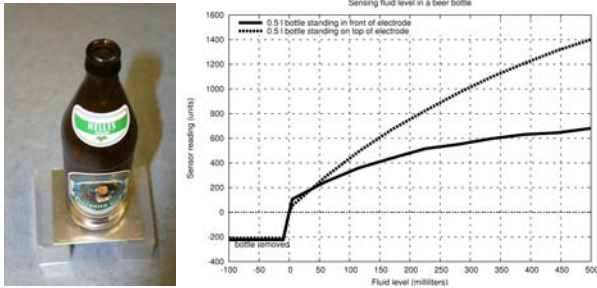 HELLES
Sensing fluid level in a beer bottle
0.5 l bottle standing in front of electrode
0.5 l bottle standing on top of electrode
Sensor reading (units)
1600
1400
1200
1000
800
600
400
200
0
-200
-400
bottle removed
-100 -50 0 50 100 150 200 250 300 350 400 450 500
Fluid level (milliliters)